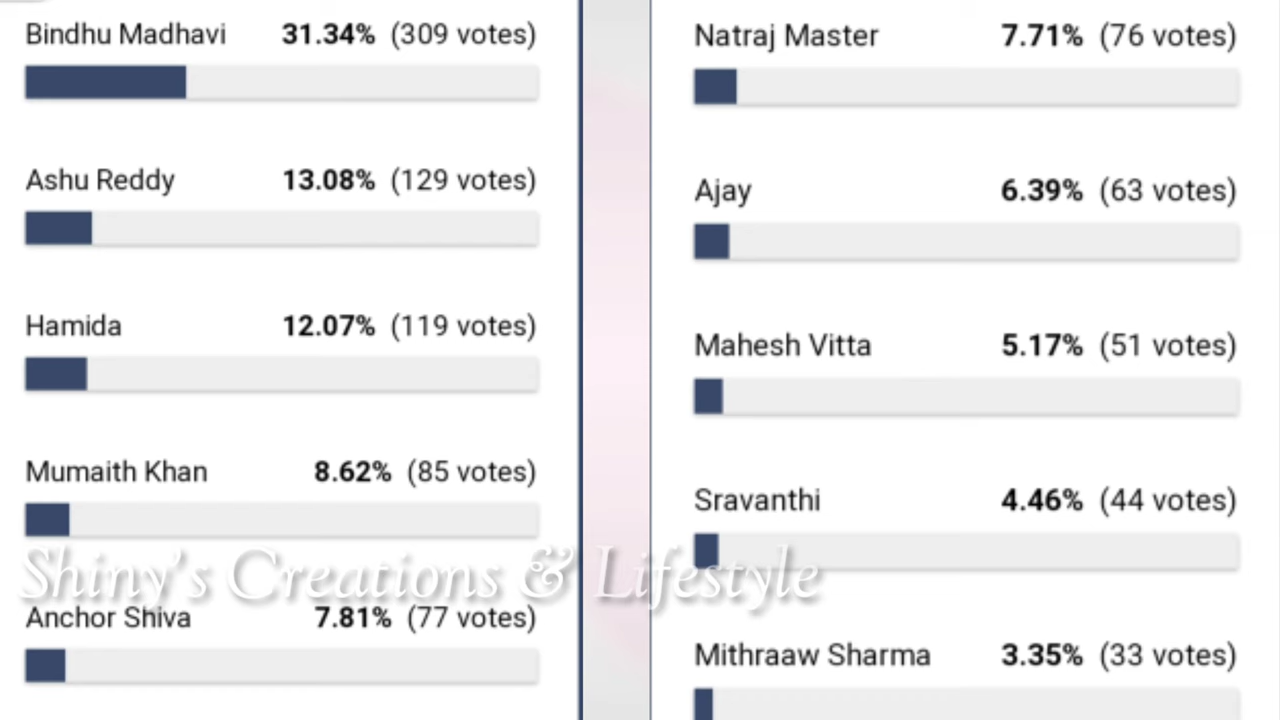 Bindhu Madhavi 31.34% (309 votes)
Ashu Reddy 13.08% (129 votes)
Hamida 12.07% (119 votes)
Mumaith Khan 8.62% (85 votes)
Anchor Shiva 7.81% (77 votes)
Natraj Master 7.71% (76 votes)
Ajay 6.39% (63 votes)
Mahesh Vitta 5.17% (51 votes)
Sravanthi 4.46% (44 votes)
Mithraaw Sharma 3.35% (33 votes)
Shiny's Creations & Lifestyle